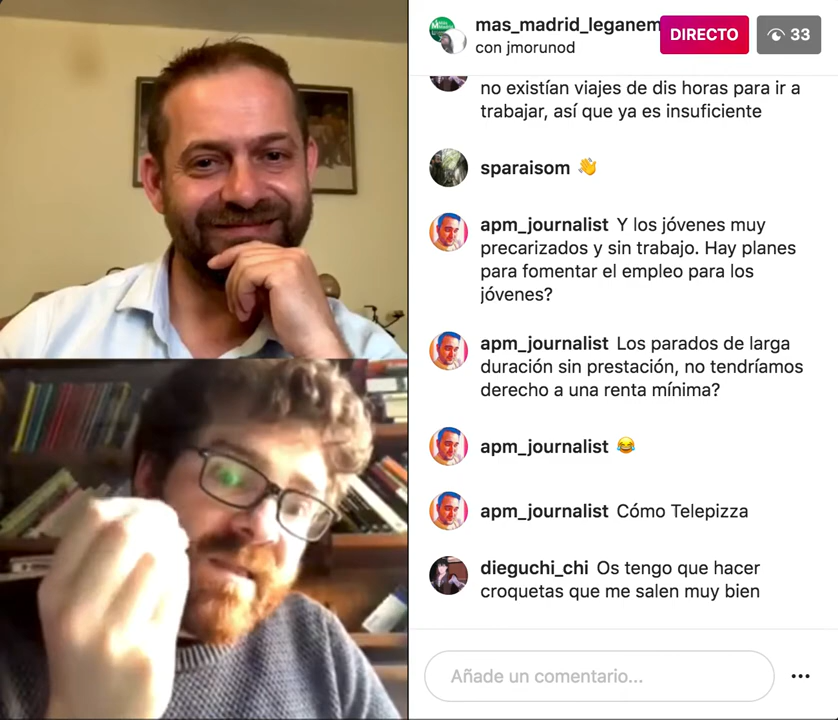 mas_madrid_leganem
con jmorunod
DIRECTO
33
no existían viajes de dis horas para ir a
trabajar, así que ya es insuficiente
sparaisom 👋
apm_journalist Y los jóvenes muy
precarizados y sin trabajo. Hay planes
para fomentar el empleo para los
jóvenes?
apm_journalist Los parados de larga
duración sin prestación, no tendríamos
derecho a una renta mínima?
apm_journalist 😂
apm_journalist Cómo Telepizza
dieguchi_chi Os tengo que hacer
croquetas que me salen muy bien
Añade un comentario...